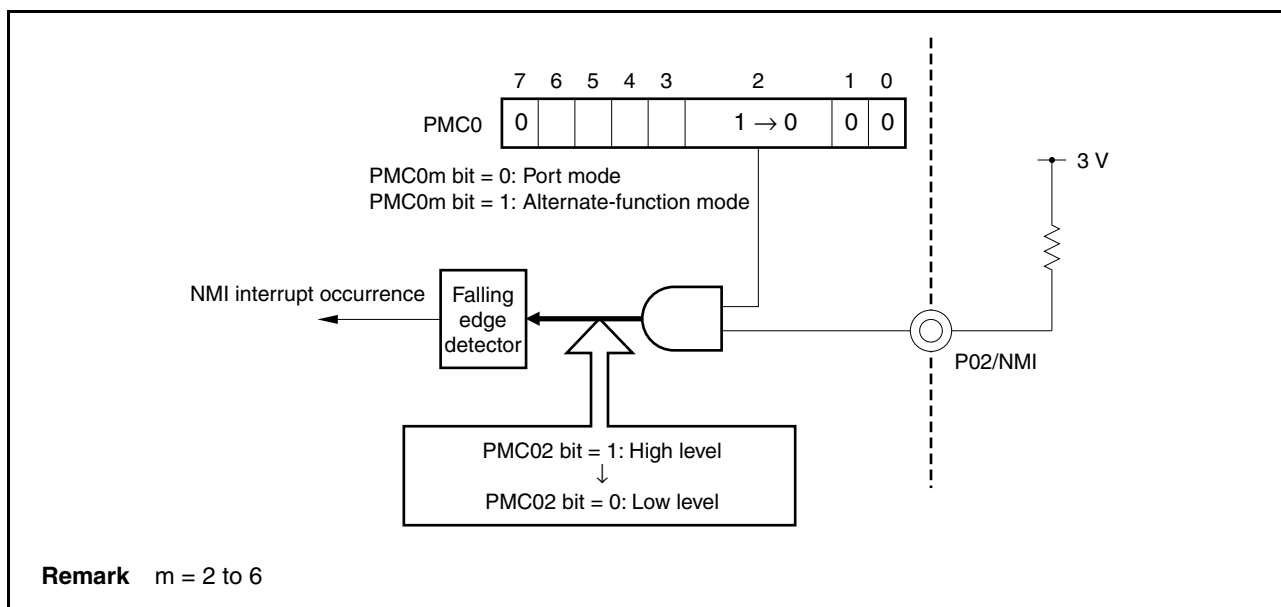 7 6 5 4 3 2 1 0
PMC0 0 1 → 0 0 0
3 V
PMC0m bit = 0: Port mode
PMC0m bit = 1: Alternate-function mode
NMI interrupt occurrence
Falling
edge
detector
P02/NMI
PMC02 bit = 1: High level
↓
PMC02 bit = 0: Low level
Remark m = 2 to 6